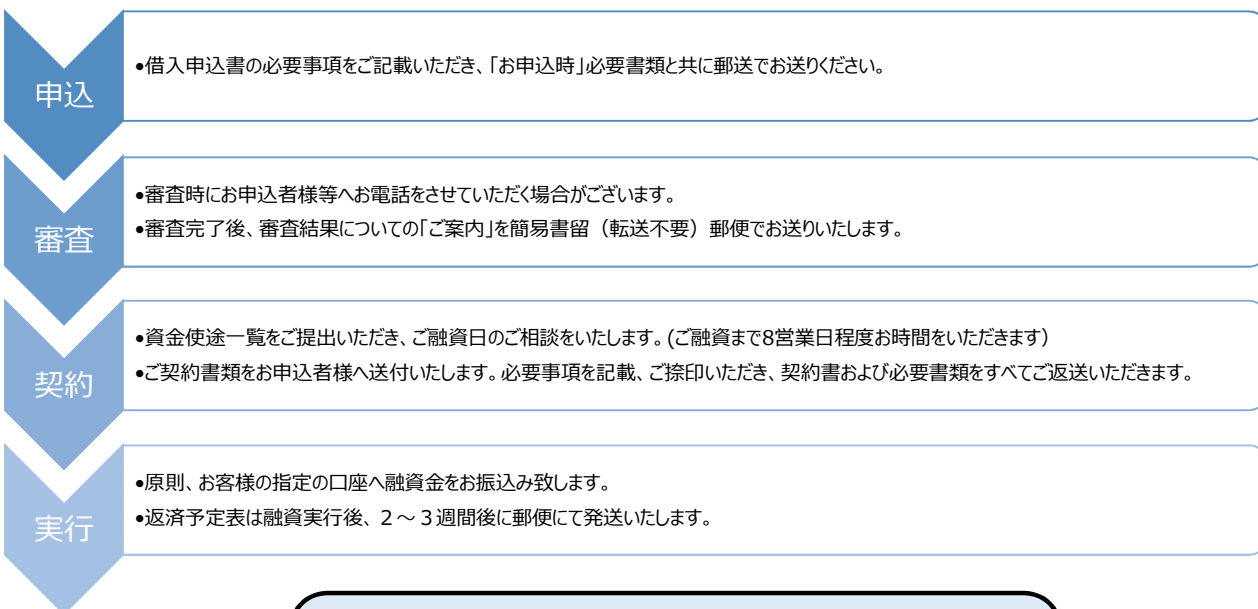 申込
•借入申込書の必要事項をご記載いただき、「お申込時」必要書類と共に郵送でお送りください。
審査
•審査時にお申込者様等へお電話をさせていただく場合がございます。
•審査完了後、審査結果についての「ご案内」を簡易書留（転送不要）郵便でお送りいたします。
契約
•資金使途一覧をご提出いただき、ご融資日のご相談をいたします。(ご融資まで8営業日程度お時間をいただきます）
•ご契約書類をお申込者様へ送付いたします。必要事項を記載、ご捺印いただき、契約書および必要書類をすべてご返送いただきます。
実行
•原則、お客様の指定の口座へ融資金をお振込み致します。
•返済予定表は融資実行後、２～３週間後に郵便にて発送いたします。